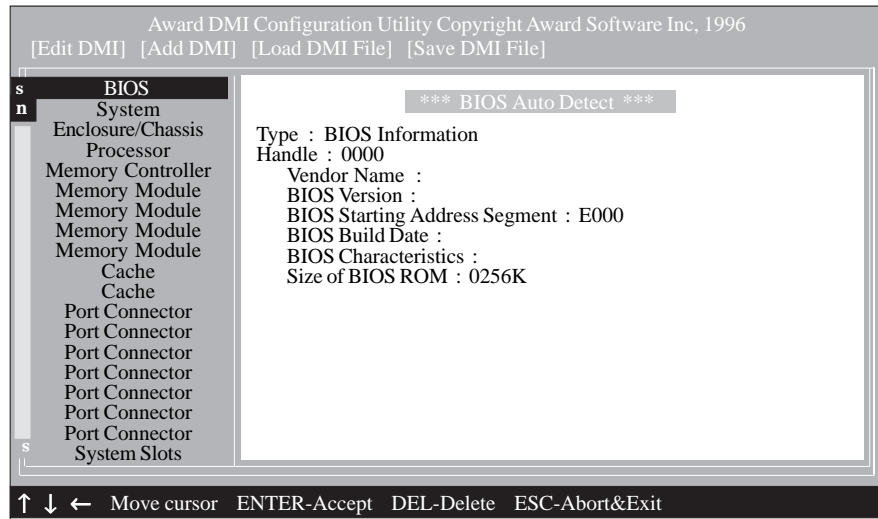 Award DMI Configuration Utility Copyright Award Software Inc, 1996
[Edit DMI] [Add DMI] [Load DMI File] [Save DMI File]
s
n
BIOS
System
Enclosure/Chassis
Processor
Memory Controller
Memory Module
Memory Module
Memory Module
Memory Module
Cache
Cache
Port Connector
Port Connector
Port Connector
Port Connector
Port Connector
Port Connector
Port Connector
System Slots
s
*** BIOS Auto Detect ***
Type : BIOS Information
Handle : 0000
Vendor Name :
BIOS Version :
BIOS Starting Address Segment : E000
BIOS Build Date :
BIOS Characteristics :
Size of BIOS ROM : 0256K
↑ ↓ ← Move cursor ENTER-Accept DEL-Delete ESC-Abort&Exit